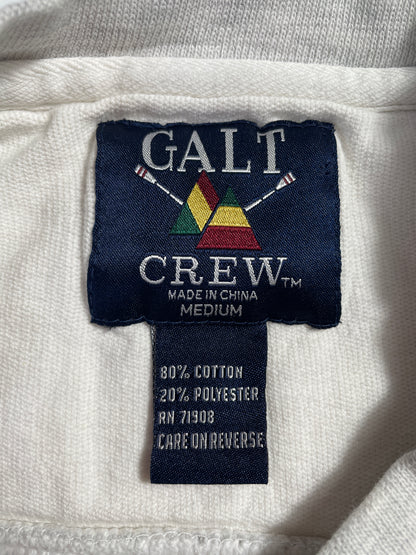 GALT
CREW™
MADE IN CHINA
MEDIUM
80% COTTON
20% POLYESTER
RN 71908
CARE ON REVERSE